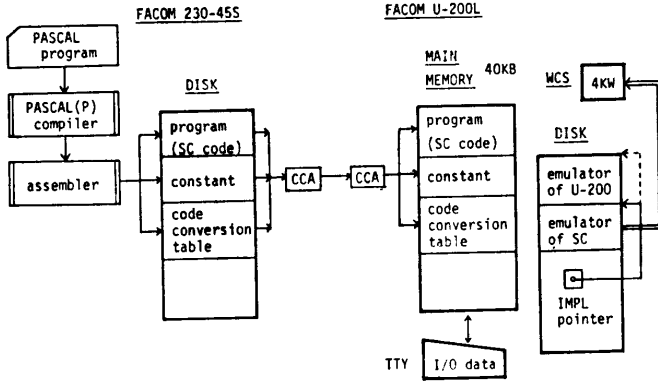 FACOM 230-45S
FACOM U-200L
PASCAL
program
PASCAL(P)
compiler
assembler
DISK
program
(SC code)
constant
code
conversion
table
CCA
CCA
MAIN
MEMORY 40KB
program
(SC code)
constant
code
conversion
table
TTY
I/O data
WCS
4KW
DISK
emulator
of U-200
emulator
of SC
IMPL
pointer